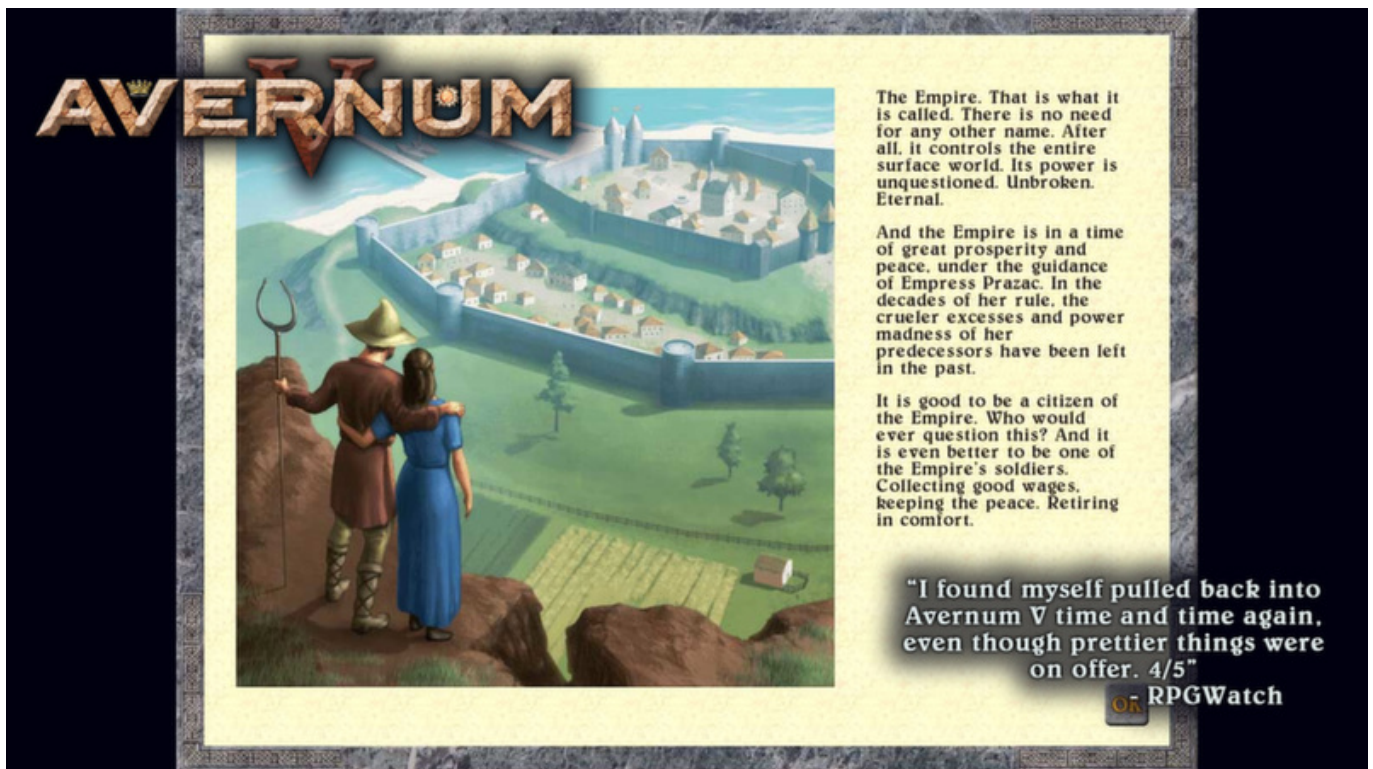 AVERNUM
V
The Empire. That is what it
is called. There is no need
for any other name. After
all, it controls the entire
surface world. Its power is
unquestioned. Unbroken.
Eternal.
And the Empire is in a time
of great prosperity and
peace, under the guidance
of Empress Prazac. In the
decades of her rule, the
crueler excesses and power
madness of her
predecessors have been left
in the past.
It is good to be a citizen of
the Empire. Who would
ever question this? And it
is even better to be one of
the Empire's soldiers.
Collecting good wages,
keeping the peace. Retiring
in comfort.
"I found myself pulled back into
Avernum V time and time again,
even though prettier things were
on offer. 4/5"
- RPGWatch
OK